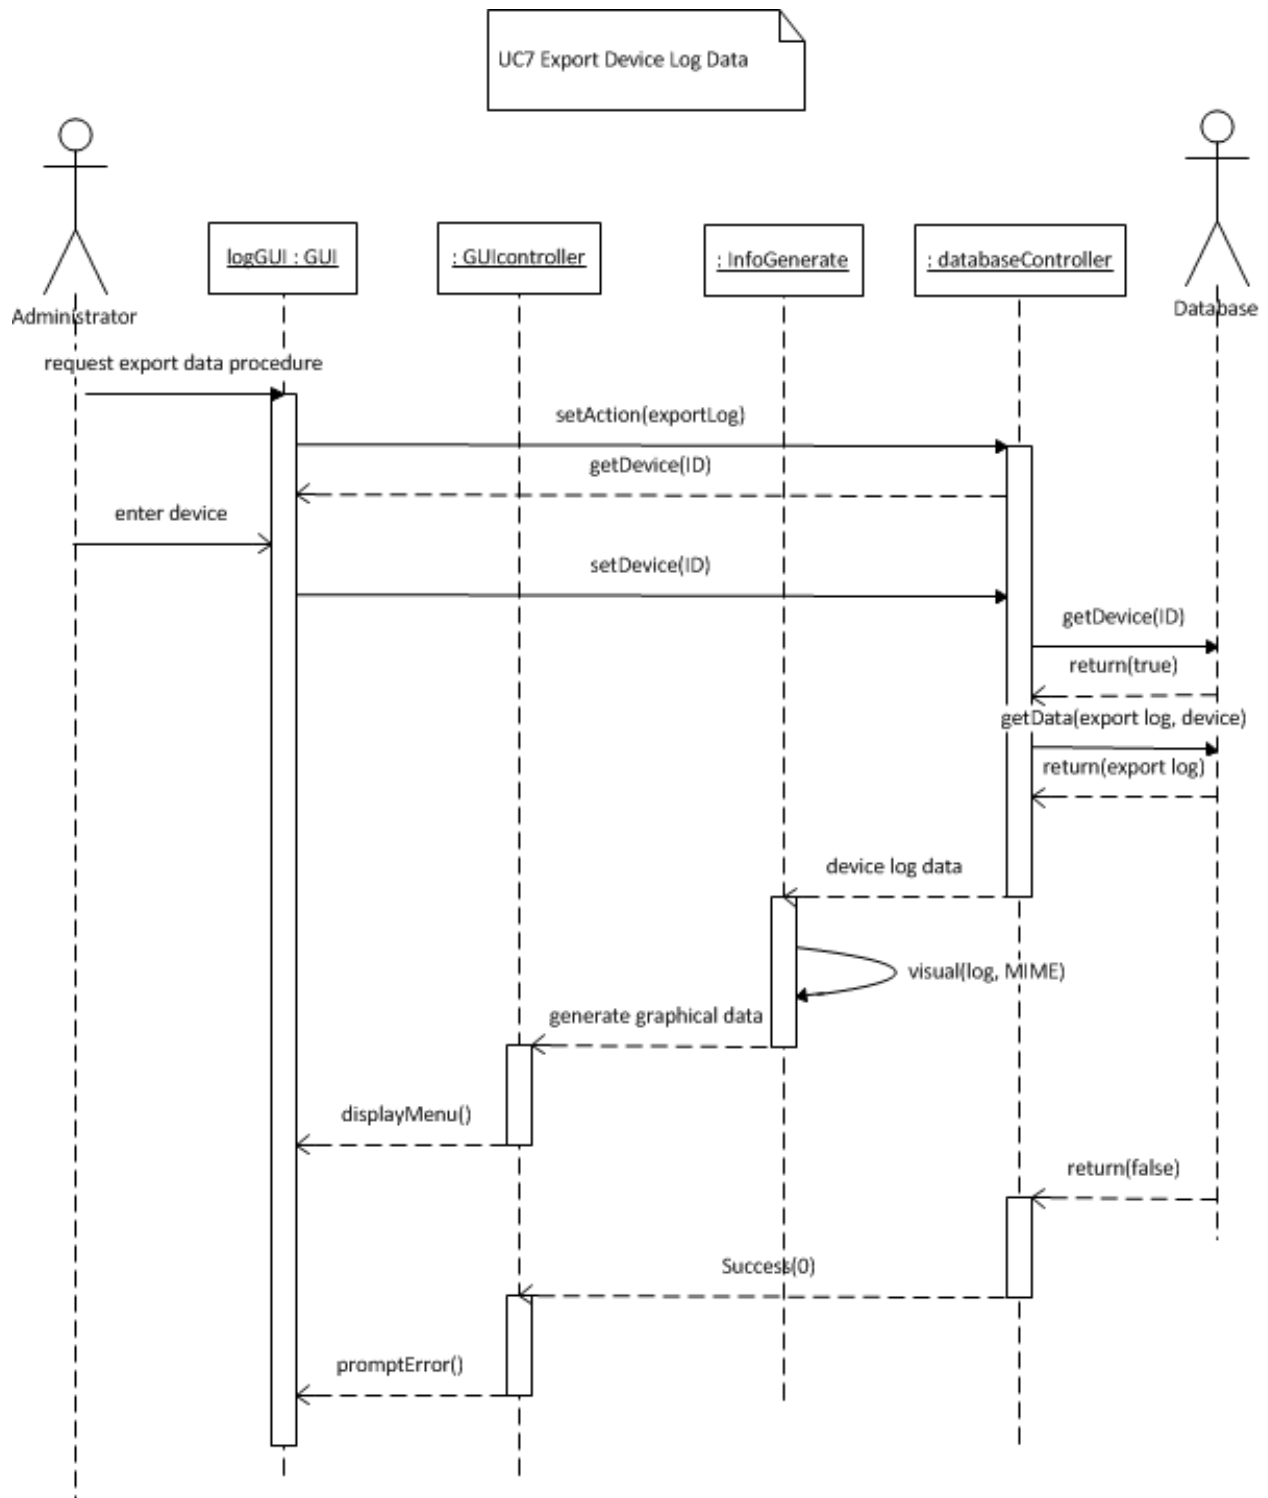 UC7 Export Device Log Data
logGUI : GUI
: GUIcontroller
: InfoGenerate
: databaseController
Administrator
Database
request export data procedure
setAction(exportLog)
getDevice(ID)
enter device
setDevice(ID)
getDevice(ID)
return(true)
getData(export log, device)
return(export log)
device log data
visual(log, MIME)
generate graphical data
displayMenu()
return(false)
Success(0)
promptError()